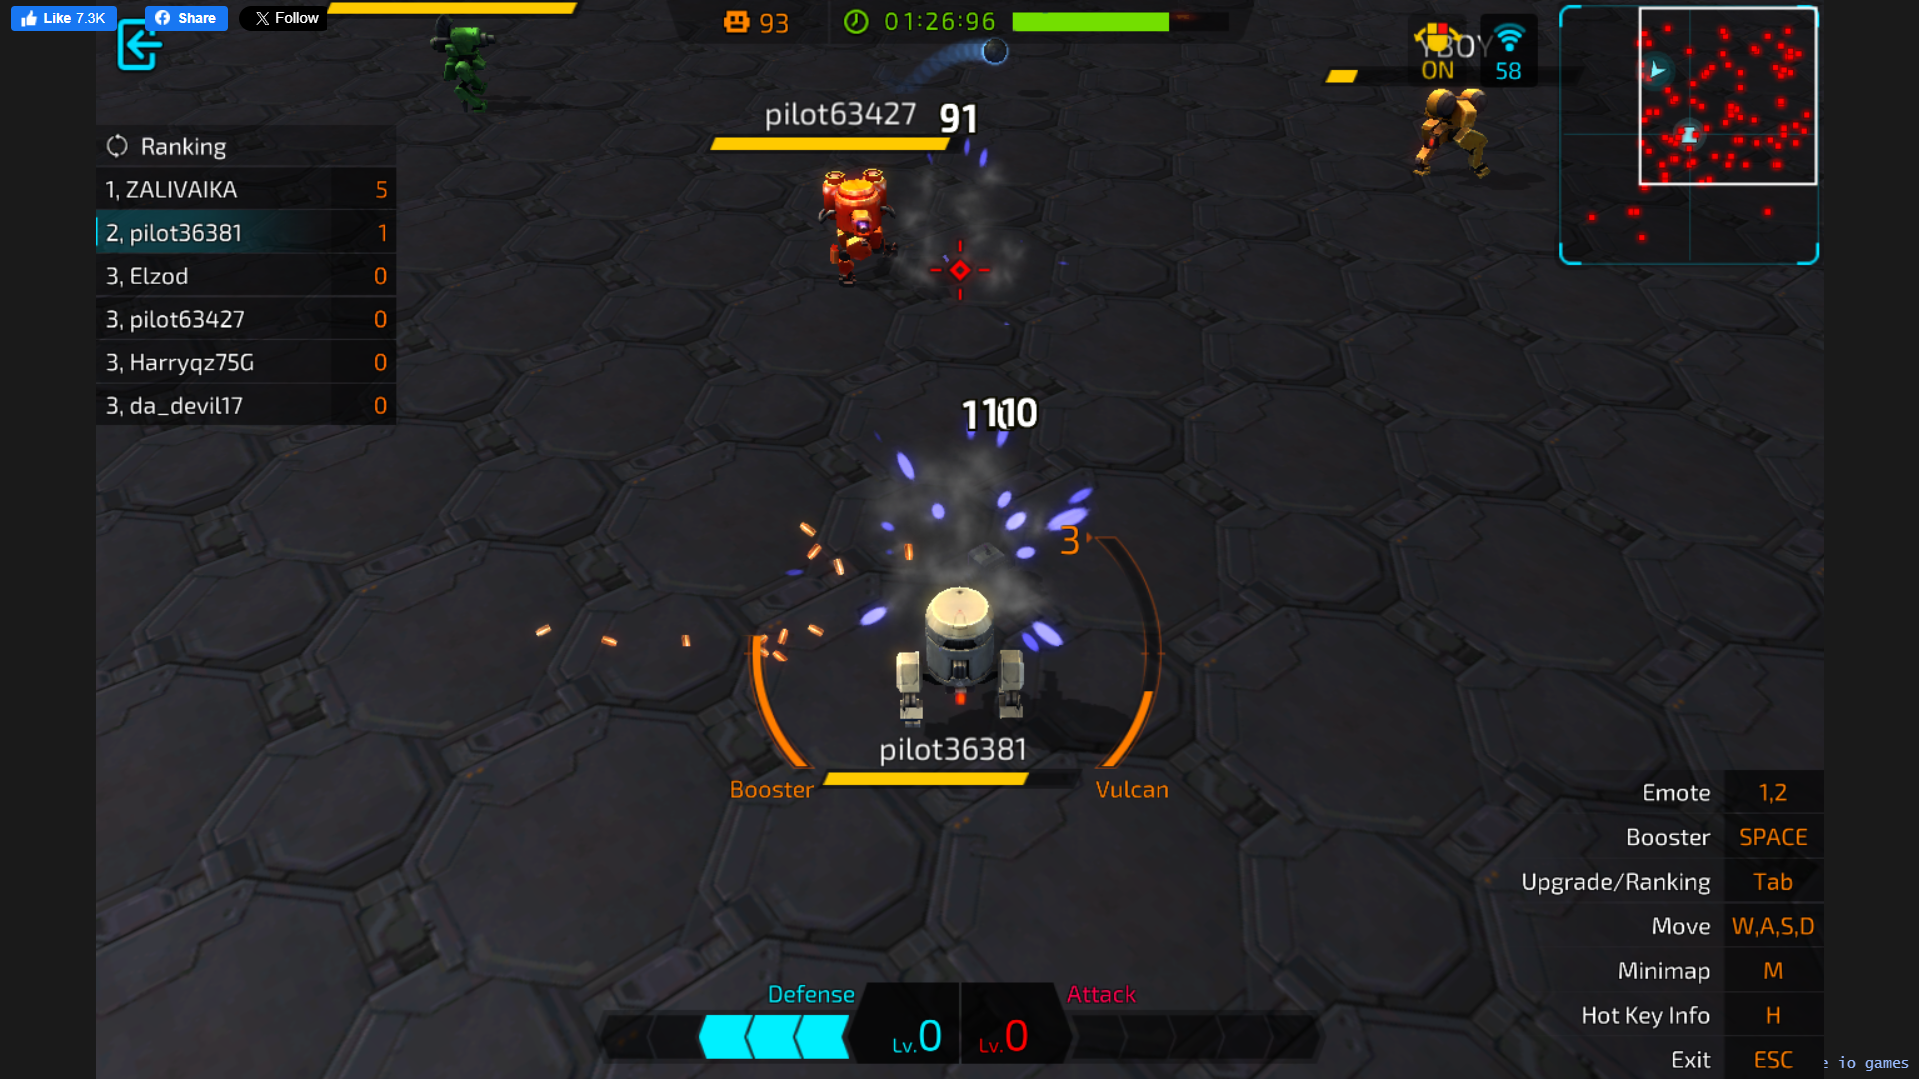 Like 7.3K
Share
Follow
93
01:26:96
YBOY
ON
58
pilot63427
91
Ranking
1, ZALIVAIKA 5
2, pilot36381 1
3, Elzod 0
3, pilot63427 0
3, Harryqz75G 0
3, da_devil17 0
3
pilot36381
Booster
Vulcan
Emote 1,2
Booster SPACE
Upgrade/Ranking Tab
Move W,A,S,D
Minimap M
Hot Key Info H
Exit ESC
Defense
Attack
Lv.0
Lv.0
io games